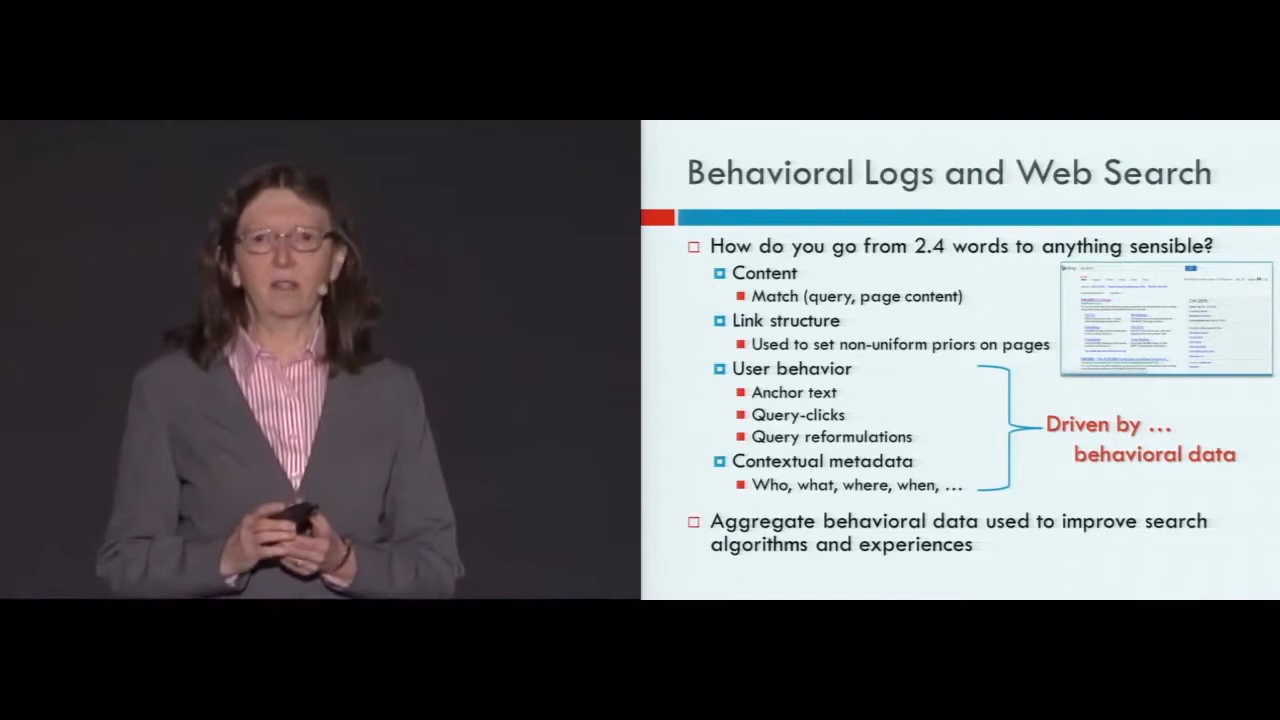 Behavioral Logs and Web Search
How do you go from 2.4 words to anything sensible?
Content
Match (query, page content)
Link structure
Used to set non-uniform priors on pages
User behavior
Anchor text
Query-clicks
Query reformulations
Contextual metadata
Who, what, where, when, …
Driven by …
behavioral data
Aggregate behavioral data used to improve search
algorithms and experiences